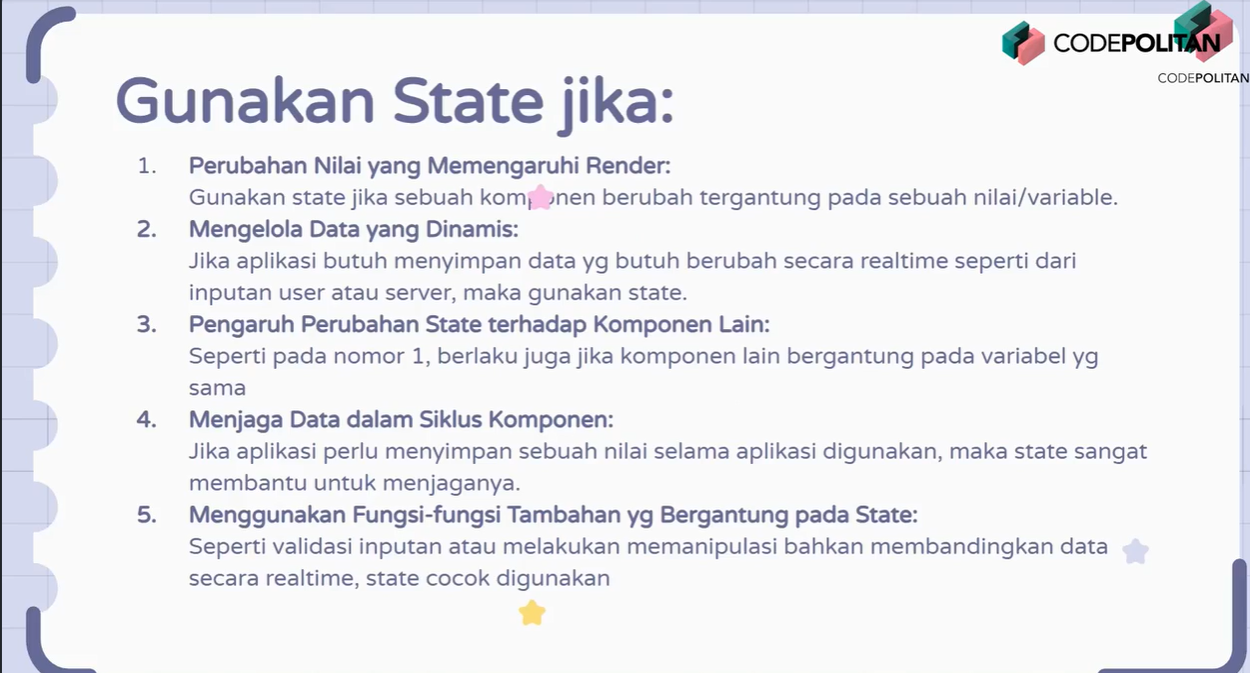 CODEPOLITAN
CODEPOLITAN
Gunakan State jika:
1. Perubahan Nilai yang Memengaruhi Render:
Gunakan state jika sebuah komponen berubah tergantung pada sebuah nilai/variable.
2. Mengelola Data yang Dinamis:
Jika aplikasi butuh menyimpan data yg butuh berubah secara realtime seperti dari
inputan user atau server, maka gunakan state.
3. Pengaruh Perubahan State terhadap Komponen Lain:
Seperti pada nomor 1, berlaku juga jika komponen lain bergantung pada variabel yg
sama
4. Menjaga Data dalam Siklus Komponen:
Jika aplikasi perlu menyimpan sebuah nilai selama aplikasi digunakan, maka state sangat
membantu untuk menjaganya.
5. Menggunakan Fungsi-fungsi Tambahan yg Bergantung pada State:
Seperti validasi inputan atau melakukan memanipulasi bahkan membandingkan data
secara realtime, state cocok digunakan